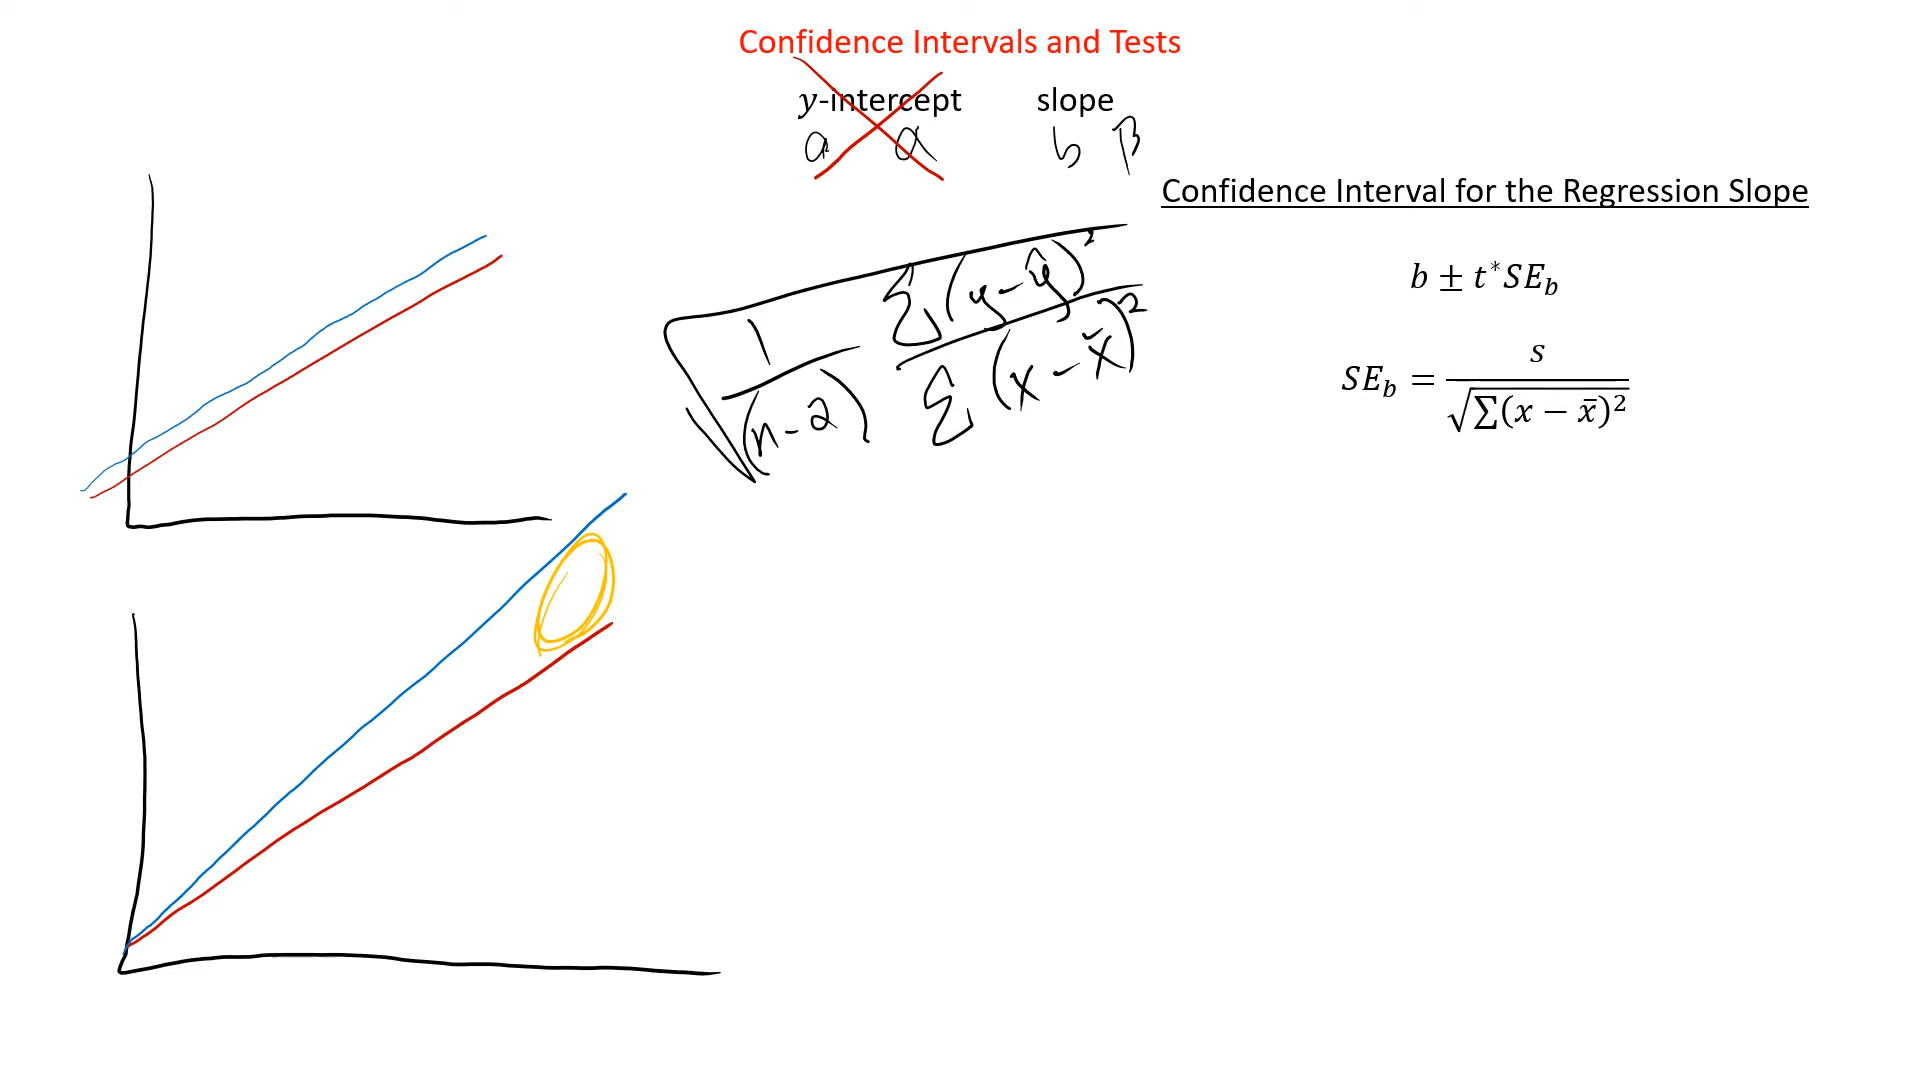 Confidence Intervals and Tests
y-intercept slope
a α b β
Confidence Interval for the Regression Slope
b ± t* SE_b
SE_b = s / √∑(x − x̄)²
√ 1/(n-2) ∑(y-ŷ)² / ∑(x-x̄)²